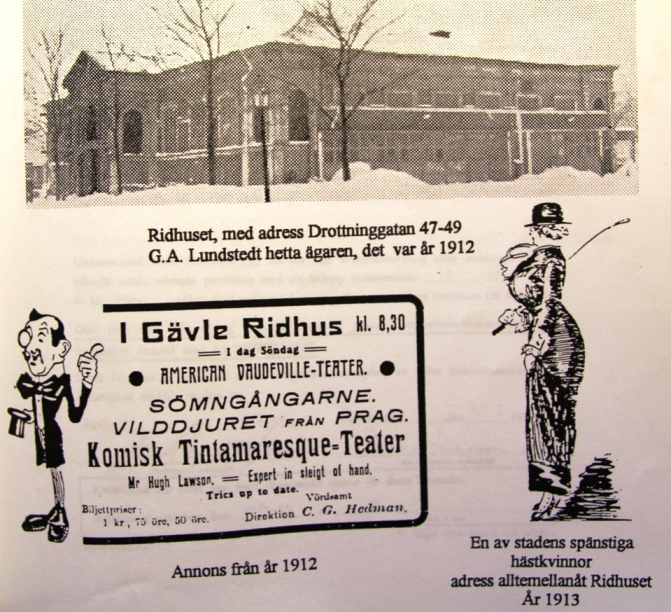 Ridhuset, med adress Drottninggatan 47-49
G.A. Lundstedt hetta ägaren, det var år 1912
I Gävle Ridhus kl. 8,30
I dag Söndag
AMERICAN VAUDEVILLE-TEATER.
SÖMNGÅNGARNE.
VILDDJURET FRÅN PRAG.
Komisk Tintamaresque=Teater
Mr Hugh Lawson. = Expert in sleigt of hand.
Trics up to date.
Vördsamt
Biljettpriser:
1 kr, 75 öre, 50 öre.
Direktion C. G. Hedman.
Annons från år 1912
En av stadens spänstiga
hästkvinnor
adress alltemellanåt Ridhuset
År 1913